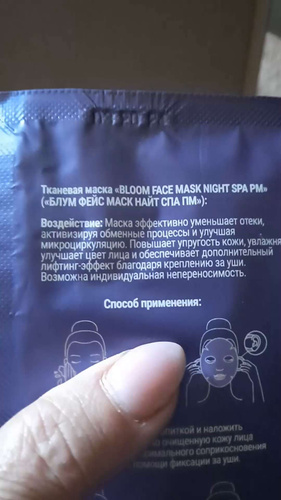 Тканевая маска «BLOOM FACE MASK NIGHT SPA PM»
(«БЛУМ ФЕЙС МАСК НАЙТ СПА ПМ»):
Воздействие: Маска эффективно уменьшает отеки,
активизируя обменные процессы и улучшая
микроциркуляцию. Повышает упругость кожи, увлажня
улучшает цвет лица и обеспечивает дополнительный
лифтинг-эффект благодаря креплению за уши.
Возможна индивидуальная непереносимость.
Способ применения:
и наложить
очищенную кожу лица
соприкосновения
помощи фиксации за уши.